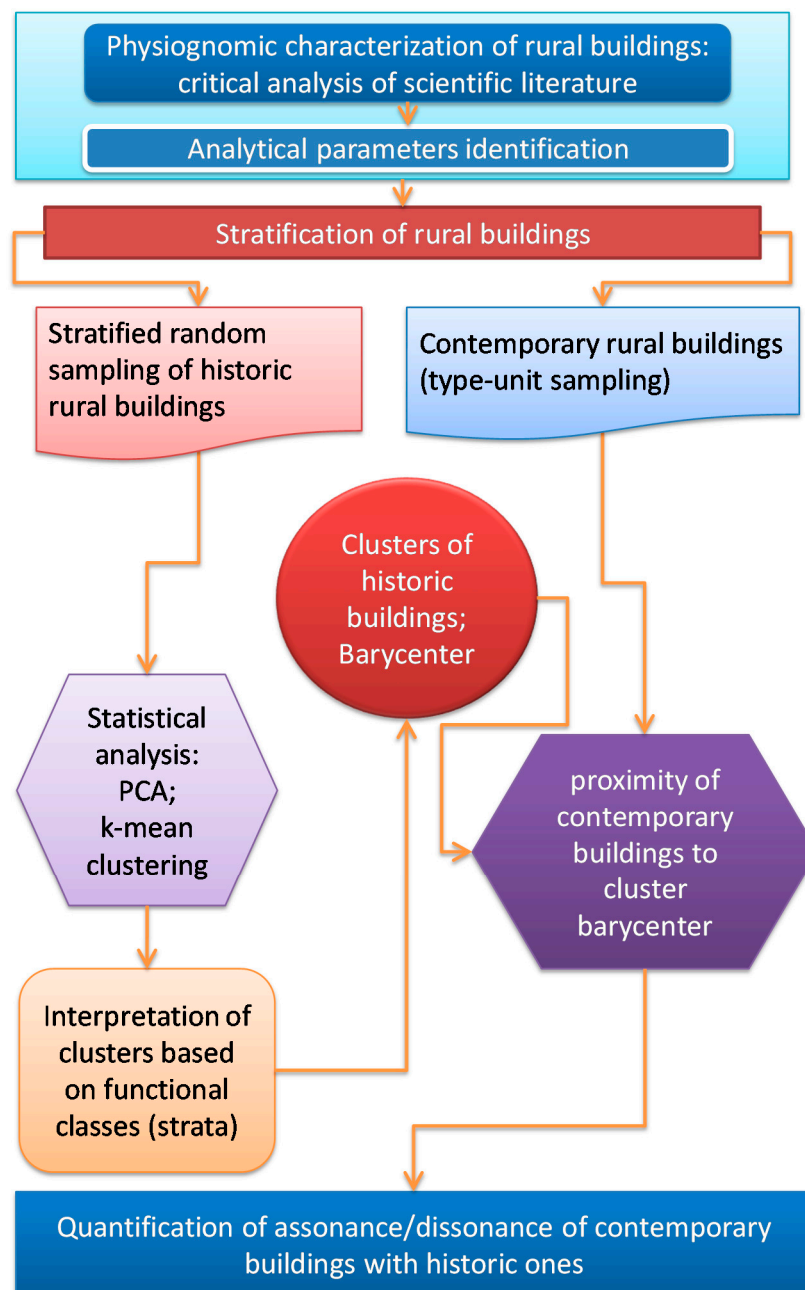 Physiognomic characterization of rural buildings:
critical analysis of scientific literature
Analytical parameters identification
Stratification of rural buildings
Stratified random
sampling of historic
rural buildings
Contemporary rural buildings
(type-unit sampling)
Clusters of
historic
buildings;
Barycenter
Statistical
analysis:
PCA;
k-mean
clustering
proximity of
contemporary
buildings to
cluster
barycenter
Interpretation of
clusters based
on functional
classes (strata)
Quantification of assonance/dissonance of contemporary
buildings with historic ones